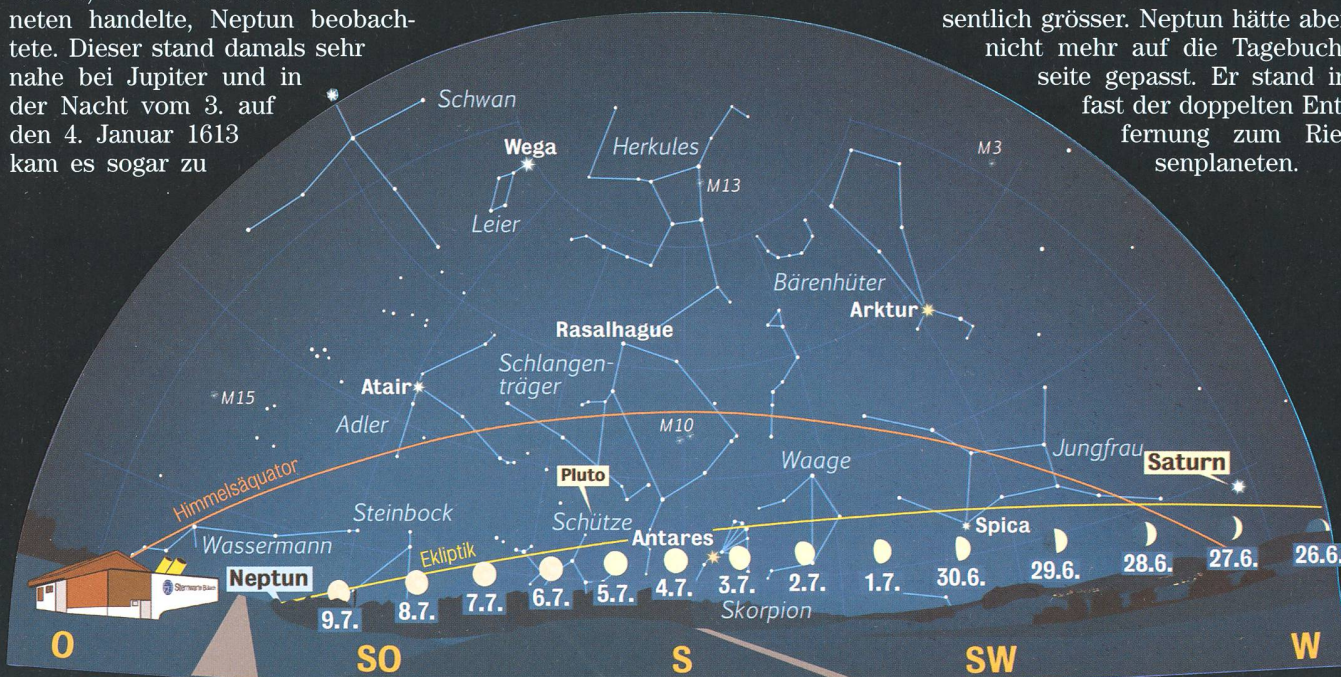 neten handelte, Neptun beobach-
tete. Dieser stand damals sehr
nahe bei Jupiter und in
der Nacht vom 3. auf
den 4. Januar 1613
kam es sogar zu
sentlich grösser. Neptun hätte aber
nicht mehr auf die Tagebuch
seite gepasst. Er stand in
fast der doppelten Ent
fernung zum Rie
senplaneten.
Schwan
Wega
Herkules
M3
M13
Leier
Bärenhüter
Arktur
Rasalhague
Schlangen-
träger
Atair
M15
Adler
M10
Jungfrau
Saturn
Waage
Pluto
Himmelsäquator
Steinbock
Schütze
Spica
Wassermann
Ekliptik
Antares
Neptun
Sternwarte Bülach
9.7.
8.7.
7.7.
6.7.
5.7.
4.7.
3.7.
2.7.
1.7.
30.6.
29.6.
28.6.
27.6.
26.6.
Skorpion
O
SO
S
SW
W